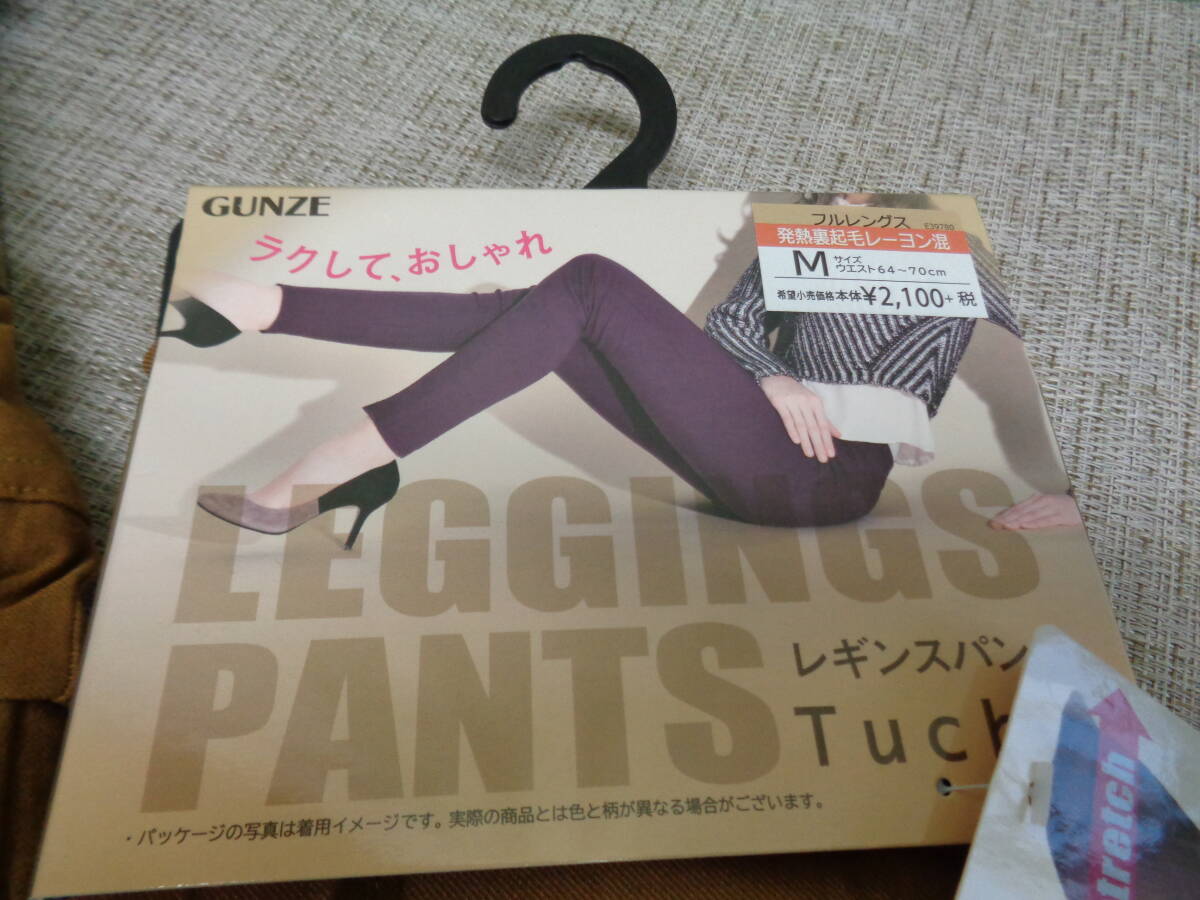 GUNZE
ラクして、おしゃれ
フルレングス
E39780
発熱裏起毛レーヨン混
M サイズ
ウエスト64～70cm
希望小売価格本体¥2,100+税
LEGGINGS
PANTS
レギンスパン
Tuch
・パッケージの写真は着用イメージです。実際の商品とは色と柄が異なる場合がございます。
tretch